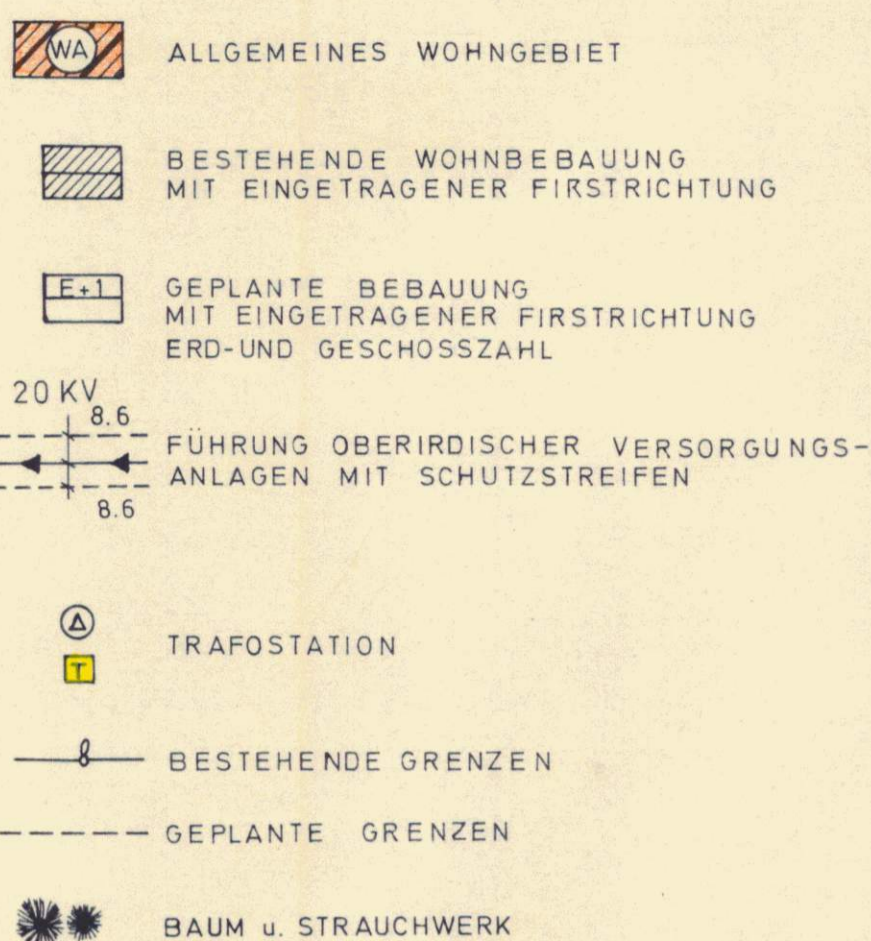 WA ALLGEMEINES WOHNGEBIET
BESTEHENDE WOHNBEBAUUNG
MIT EINGETRAGENER FIRSTRICHTUNG
E+1 GEPLANTE BEBAUUNG
MIT EINGETRAGENER FIRSTRICHTUNG
ERD-UND GESCHOSSZAHL
20 KV
8.6
FÜHRUNG OBERIRDISCHER VERSORGUNGS-
ANLAGEN MIT SCHUTZSTREIFEN
8.6
TRAFOSTATION
T
BESTEHENDE GRENZEN
GEPLANTE GRENZEN
BAUM u. STRAUCHWERK